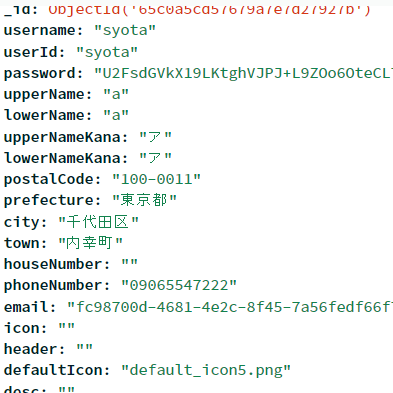 _id: ObjectId('65c0a5cd57679a7e7d27927b')
username: "syota"
userId: "syota"
password: "U2FsdGVkX19LKtghVJPJ+L9ZOo6OteCL
upperName: "a"
lowerName: "a"
upperNameKana: "ア"
lowerNameKana: "ア"
postalCode: "100-0011"
prefecture: "東京都"
city: "千代田区"
town: "内幸町"
houseNumber: ""
phoneNumber: "09065547222"
email: "fc98700d-4681-4e2c-8f45-7a56fedf66f
icon: ""
header: ""
defaultIcon: "default_icon5.png"
desc: ""